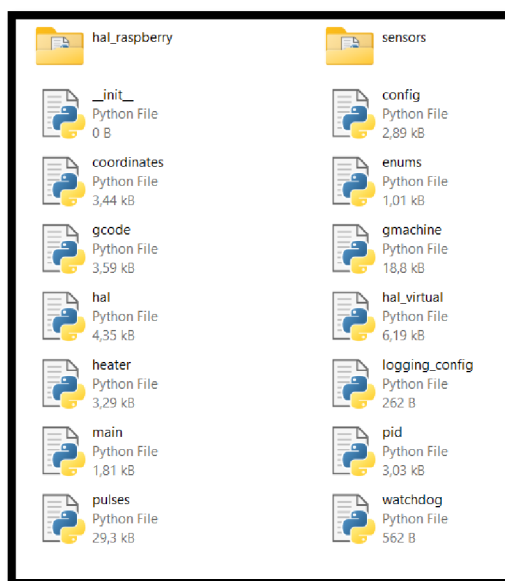 hal_raspberry
sensors
__init__
Python File
0 B
config
Python File
2,89 kB
coordinates
Python File
3,44 kB
enums
Python File
1,01 kB
gcode
Python File
3,59 kB
gmachine
Python File
18,8 kB
hal
Python File
4,35 kB
hal_virtual
Python File
6,19 kB
heater
Python File
3,29 kB
logging_config
Python File
262 B
main
Python File
1,81 kB
pid
Python File
3,03 kB
pulses
Python File
29,3 kB
watchdog
Python File
562 B